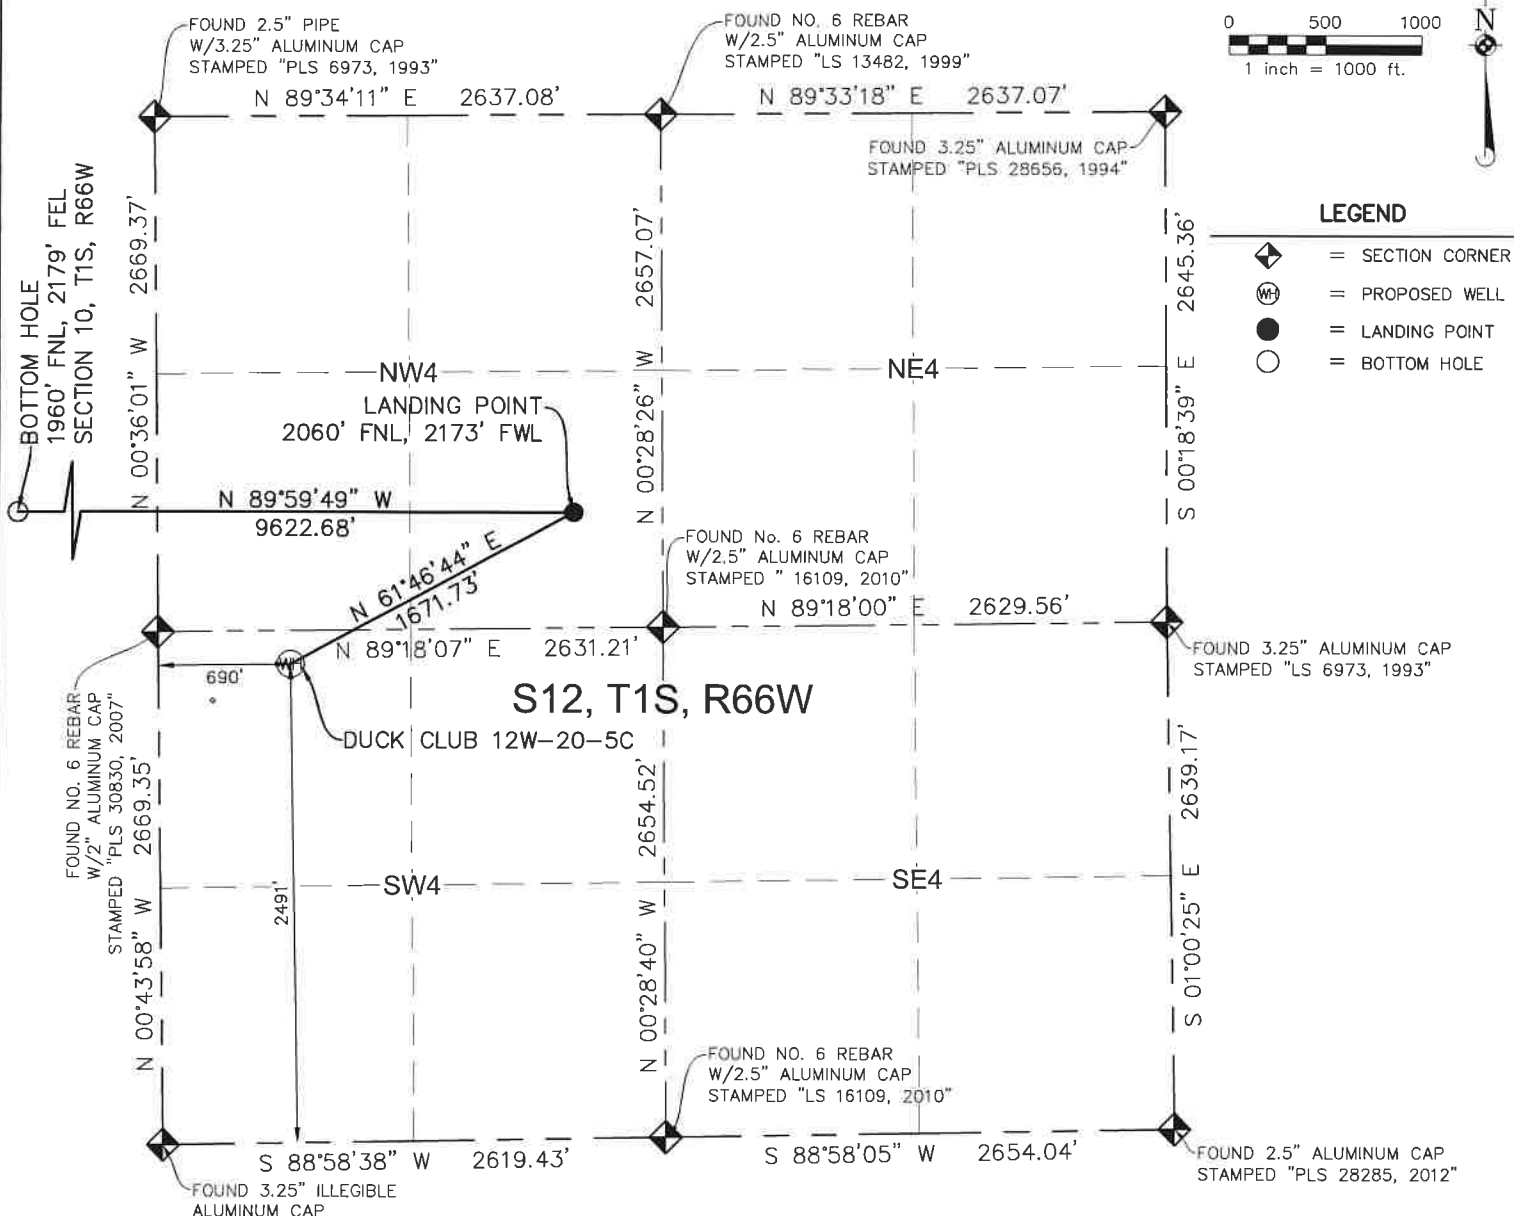 FOUND 2.5" PIPE
W/3.25" ALUMINUM CAP
STAMPED "PLS 6973, 1993"
FOUND NO. 6 REBAR
W/2.5" ALUMINUM CAP
STAMPED "LS 13482, 1999"
0 500 1000
1 inch = 1000 ft.
N
N 89°34'11" E 2637.08'
N 89°33'18" E 2637.07'
FOUND 3.25" ALUMINUM CAP
STAMPED "PLS 28656, 1994"
LEGEND
= SECTION CORNER
WH = PROPOSED WELL
= LANDING POINT
= BOTTOM HOLE
BOTTOM HOLE
1960' FNL, 2179' FEL
SECTION 10, T1S, R66W
N 00°36'01" W 2669.37'
N 00°28'26" W 2657.07'
S 00°18'39" E 2645.36'
NW4
NE4
LANDING POINT
2060' FNL, 2173' FWL
N 89°59'49" W
9622.68'
N 61°46'44" E
1671.73'
FOUND No. 6 REBAR
W/2.5" ALUMINUM CAP
STAMPED " 16109, 2010"
N 89°18'00" E 2629.56'
N 89°18'07" E 2631.21'
FOUND 3.25" ALUMINUM CAP
STAMPED "LS 6973, 1993"
WH
690'
S12, T1S, R66W
DUCK CLUB 12W-20-5C
FOUND NO. 6 REBAR
W/2" ALUMINUM CAP
STAMPED "PLS 30830, 2007"
N 00°43'58" W 2669.35'
2491'
N 00°28'40" W 2654.52'
S 01°00'25" E 2639.17'
SW4
SE4
FOUND NO. 6 REBAR
W/2.5" ALUMINUM CAP
STAMPED "LS 16109, 2010"
S 88°58'38" W 2619.43'
S 88°58'05" W 2654.04'
FOUND 2.5" ALUMINUM CAP
STAMPED "PLS 28285, 2012"
FOUND 3.25" ILLEGIBLE
ALUMINUM CAP